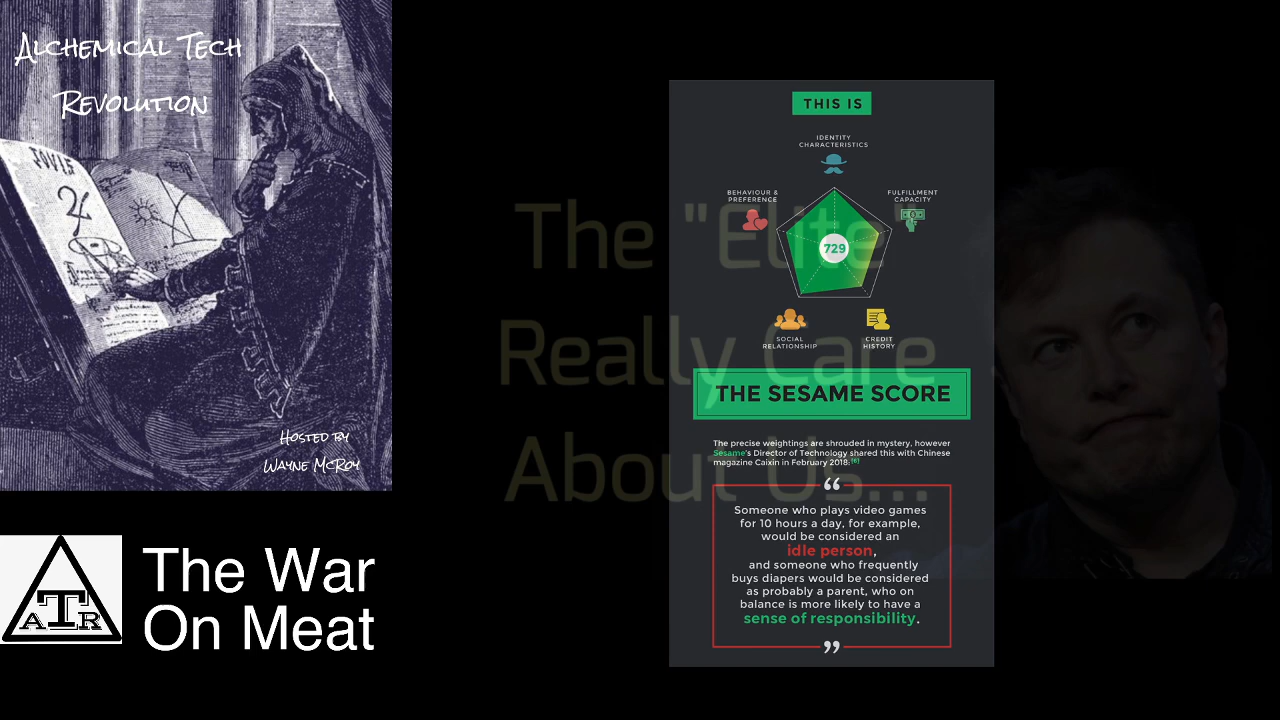 Alchemical Tech
Revolution
Hosted by
Wayne McRoy
ATR
The War
On Meat
The "Elite"
Really Care
About Us...
THIS IS
IDENTITY
CHARACTERISTICS
BEHAVIOUR &
PREFERENCE
FULFILLMENT
CAPACITY
729
SOCIAL
RELATIONSHIP
CREDIT
HISTORY
THE SESAME SCORE
The precise weightings are shrouded in mystery, however
Sesame's Director of Technology shared this with Chinese
magazine Caixin in February 2018:[6]
“
Someone who plays video games
for 10 hours a day, for example,
would be considered an
idle person,
and someone who frequently
buys diapers would be considered
as probably a parent, who on
balance is more likely to have a
sense of responsibility.
”